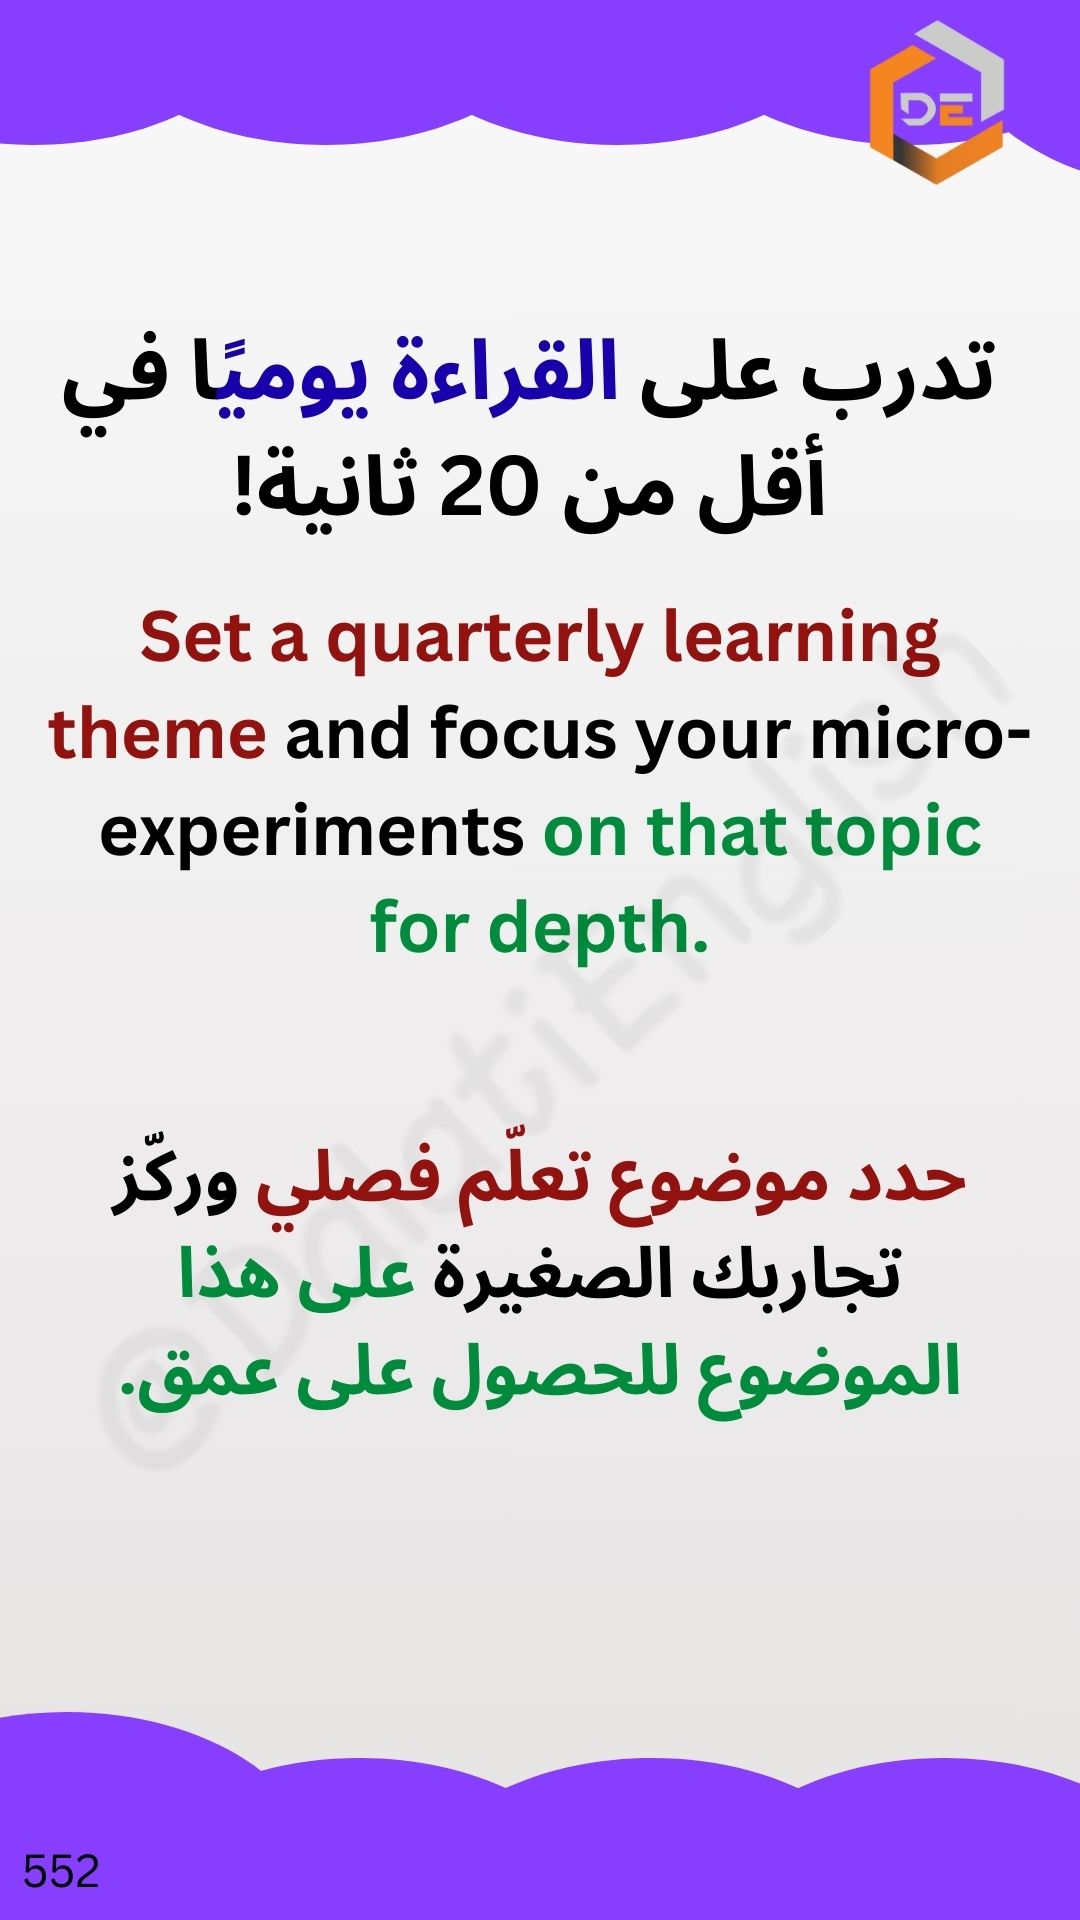 DE
تدرب على القراءة يوميًا في
أقل من 20 ثانية!
Set a quarterly learning
theme and focus your micro-
experiments on that topic
for depth.
حدد موضوع تعلّم فصلي وركّز
تجاربك الصغيرة على هذا
الموضوع للحصول على عمق.
@DalatiEnglish
552